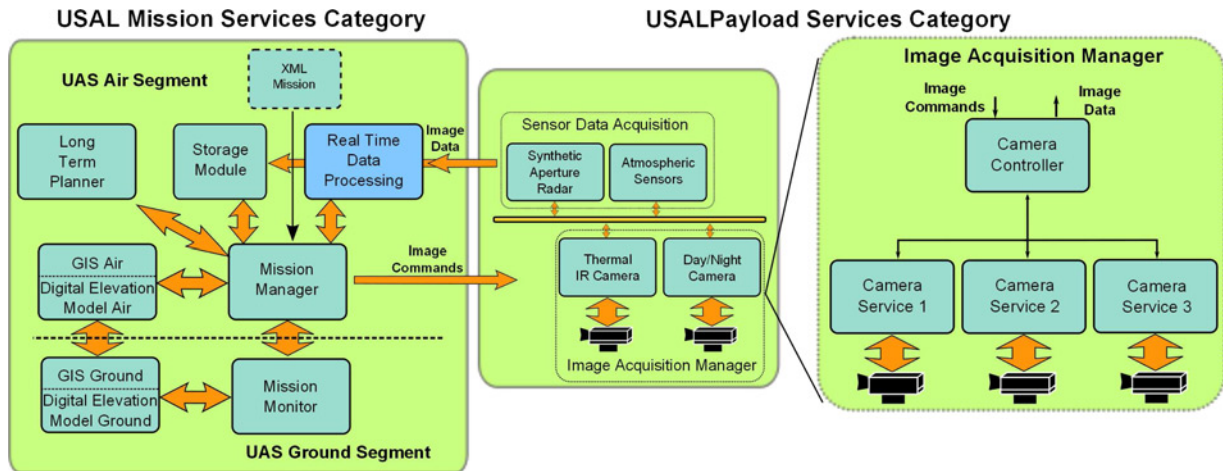 USAL Mission Services Category
USALPayload Services Category
UAS Air Segment
XML
Mission
Long
Term
Planner
Storage
Module
Real Time
Data
Processing
Image
Data
GIS Air
Digital Elevation
Model Air
Mission
Manager
Image
Commands
GIS Ground
Digital Elevation
Model Ground
Mission
Monitor
UAS Ground Segment
Sensor Data Acquisition
Synthetic
Aperture
Radar
Atmospheric
Sensors
Thermal
IR Camera
Day/Night
Camera
Image Acquisition Manager
Image Acquisition Manager
Image
Commands
Image
Data
Camera
Controller
Camera
Service 1
Camera
Service 2
Camera
Service 3